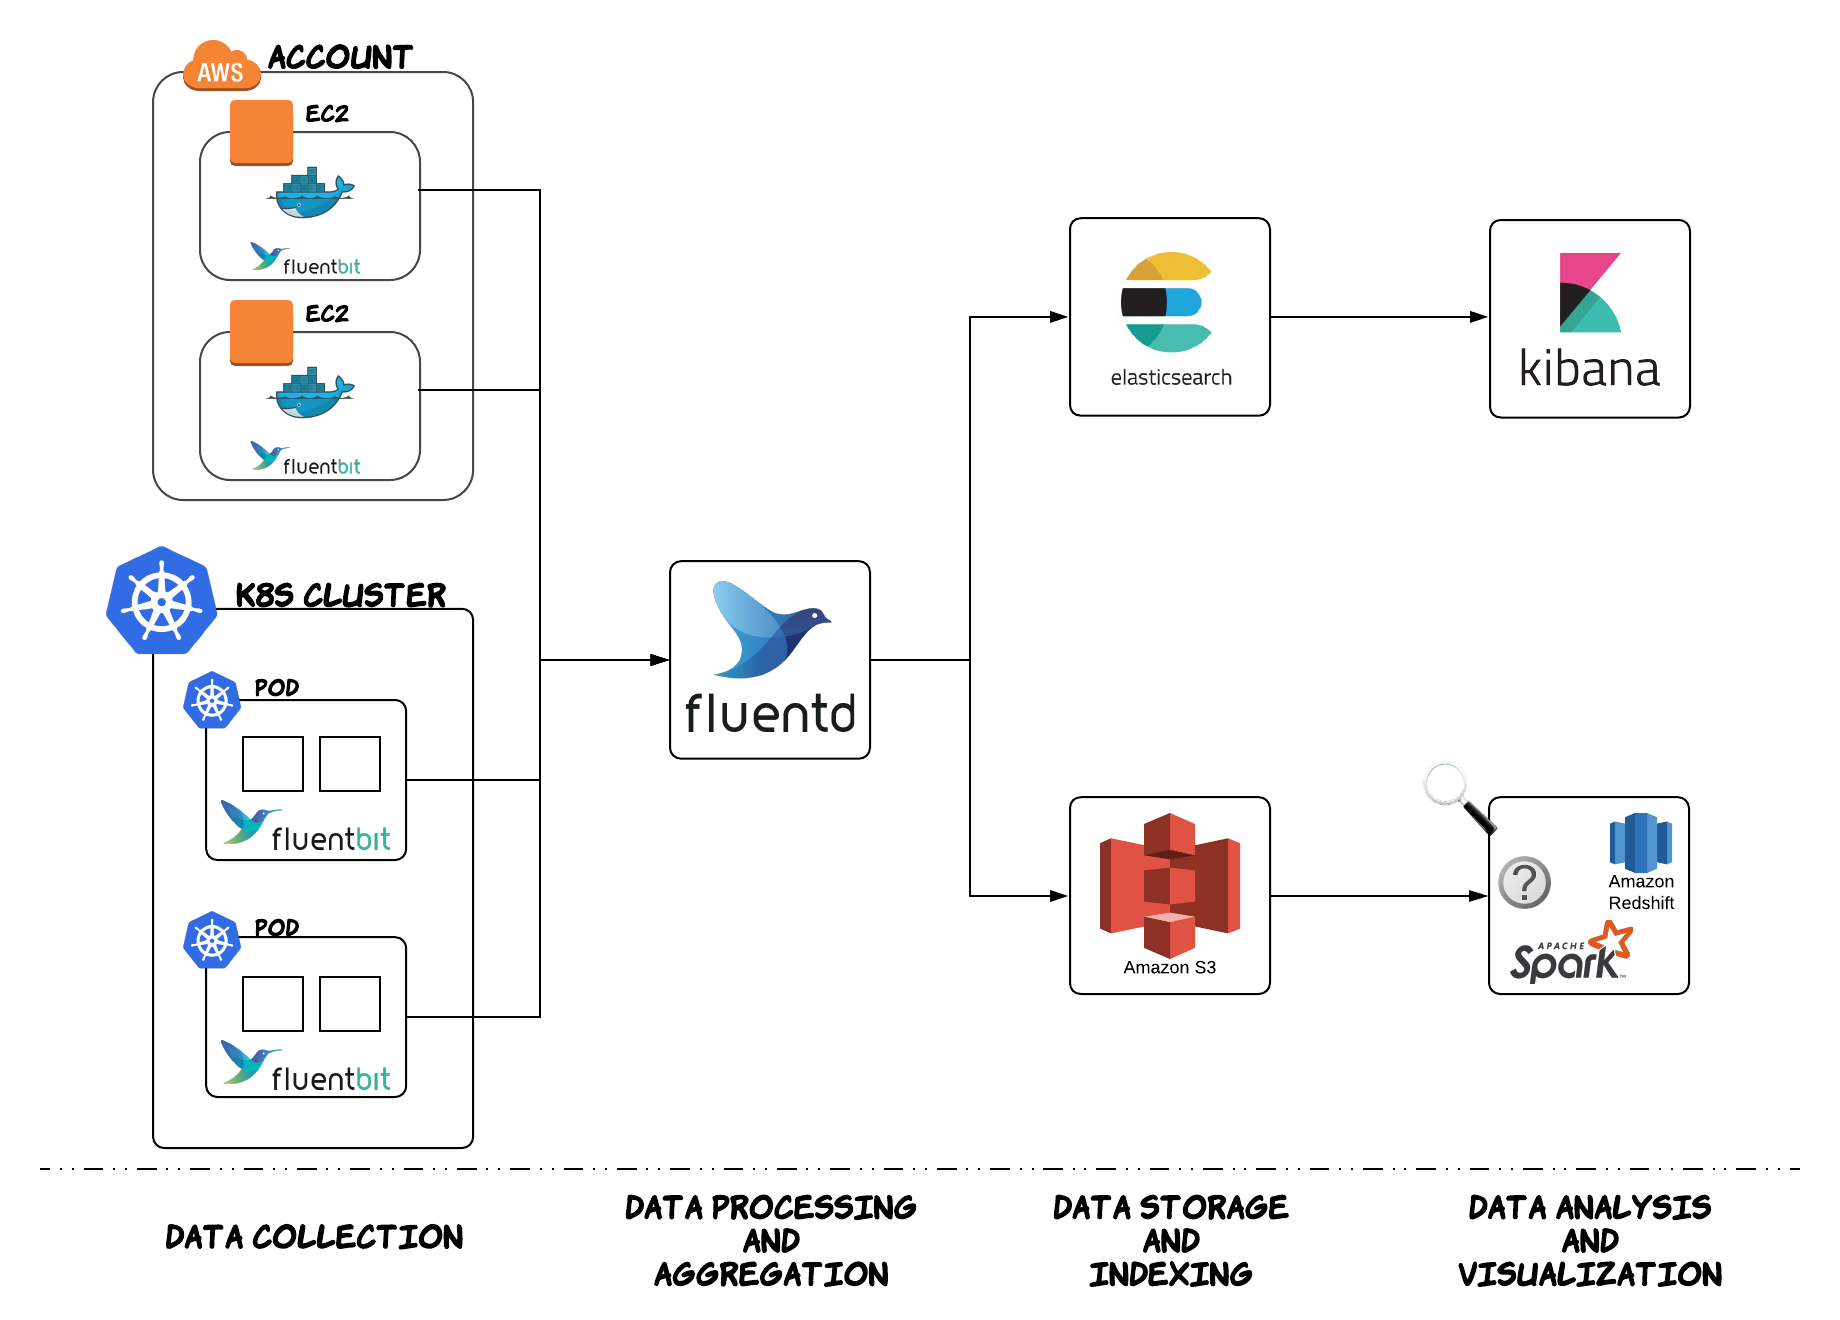 AWS
ACCOUNT
EC2
fluentbit
EC2
fluentbit
K8S CLUSTER
POD
fluentbit
POD
fluentbit
fluentd
elasticsearch
kibana
Amazon S3
?
Amazon
Redshift
APACHE
Spark™
DATA COLLECTION
DATA PROCESSING
AND
AGGREGATION
DATA STORAGE
AND
INDEXING
DATA ANALYSIS
AND
VISUALIZATION